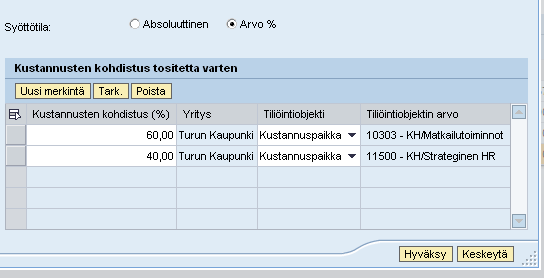 Syöttötila: Absoluuttinen Arvo %
Kustannusten kohdistus tositetta varten
Uusi merkintä Tark. Poista
Kustannusten kohdistus (%) Yritys Tiliöintiobjekti Tiliöintiobjektin arvo
60,00 Turun Kaupunki Kustannuspaikka 10303 - KH/Matkailutoiminnot
40,00 Turun Kaupunki Kustannuspaikka 11500 - KH/Strateginen HR
Hyväksy Keskeytä